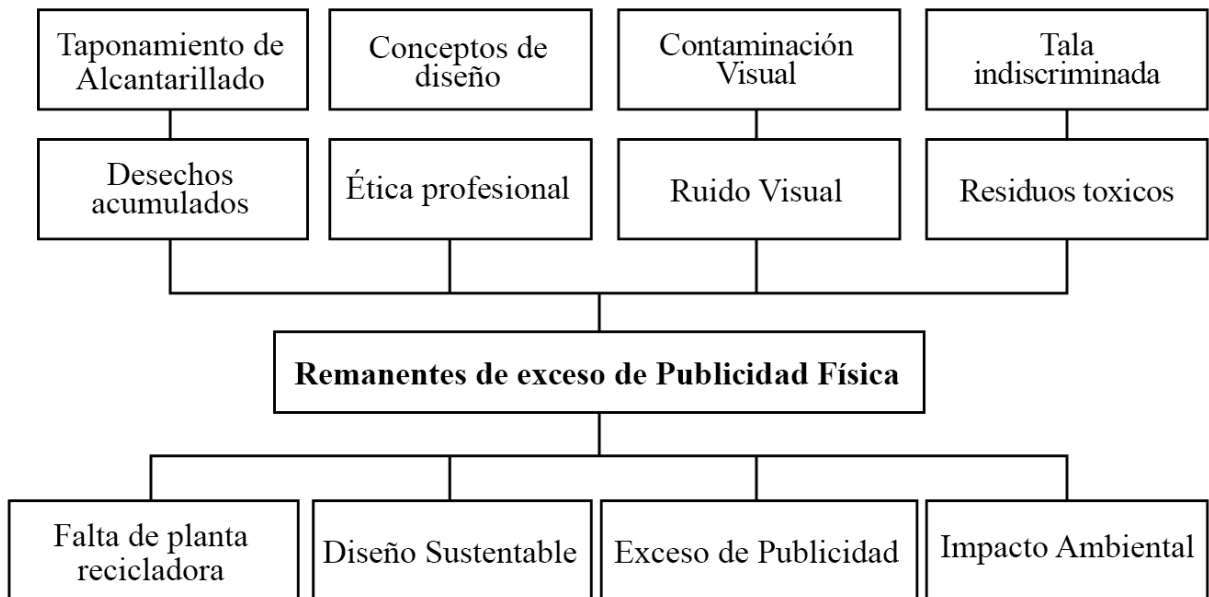 Taponamiento de
Alcantarillado
Conceptos de
diseño
Contaminación
Visual
Tala
indiscriminada
Desechos
acumulados
Ética profesional
Ruido Visual
Residuos toxicos
Remanentes de exceso de Publicidad Física
Falta de planta
recicladora
Diseño Sustentable
Exceso de Publicidad
Impacto Ambiental